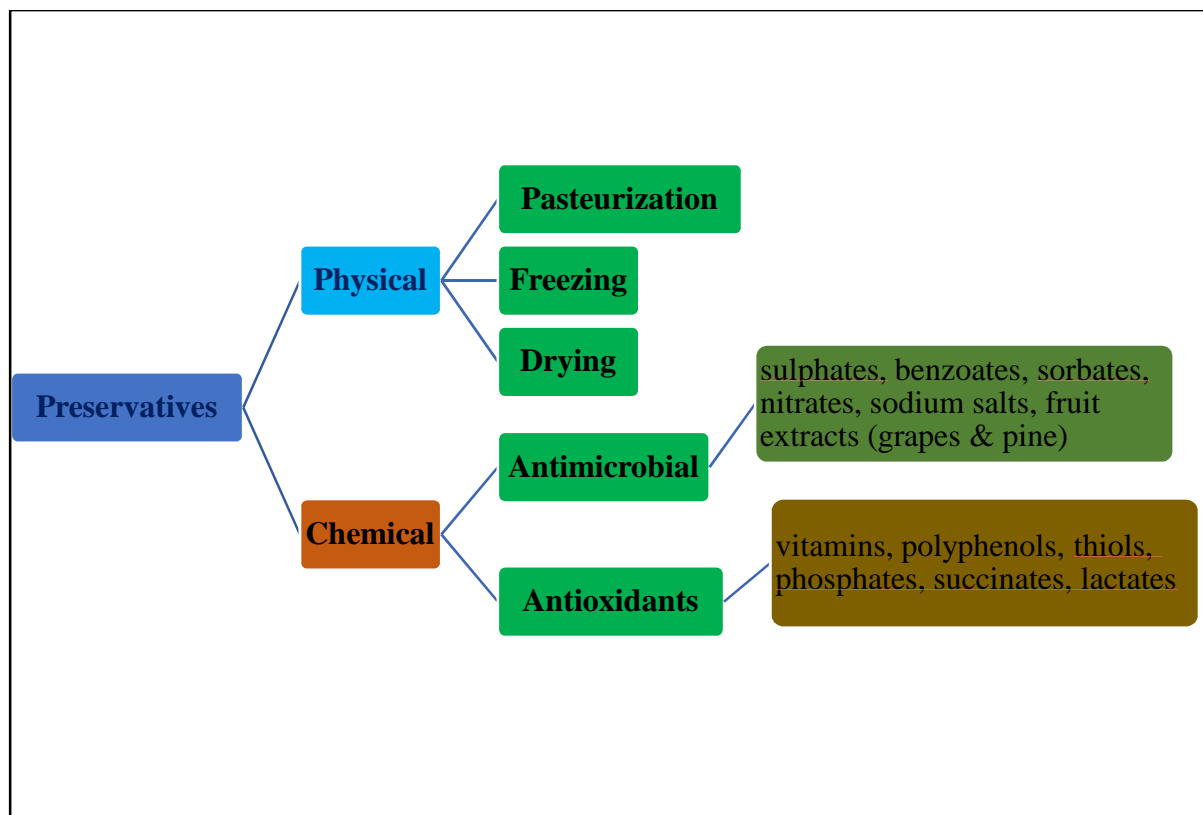 Preservatives
Physical
Pasteurization
Freezing
Drying
Chemical
Antimicrobial
sulphates, benzoates, sorbates,
nitrates, sodium salts, fruit
extracts (grapes & pine)
Antioxidants
vitamins, polyphenols, thiols,
phosphates, succinates, lactates